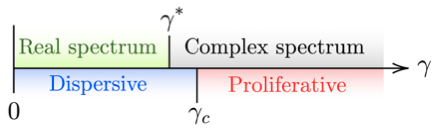 γ*
Real spectrum Complex spectrum
γ
Dispersive Proliferative
0 γc